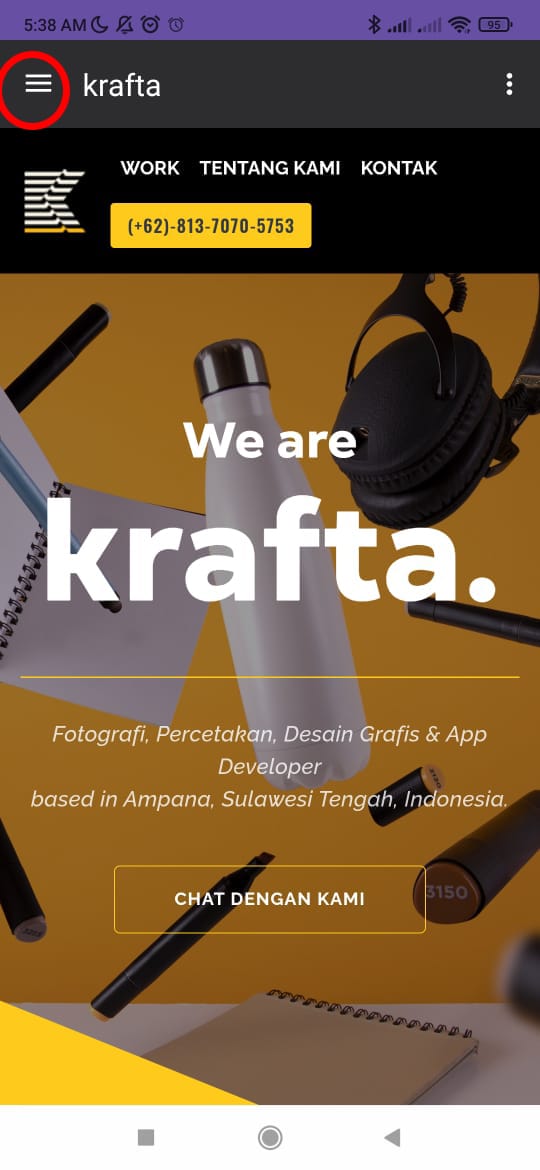 5:38 AM
95
krafta
WORK TENTANG KAMI KONTAK
(+62)-813-7070-5753
We are
krafta.
Fotografi, Percetakan, Desain Grafis & App
Developer
based in Ampana, Sulawesi Tengah, Indonesia.
3150
CHAT DENGAN KAMI